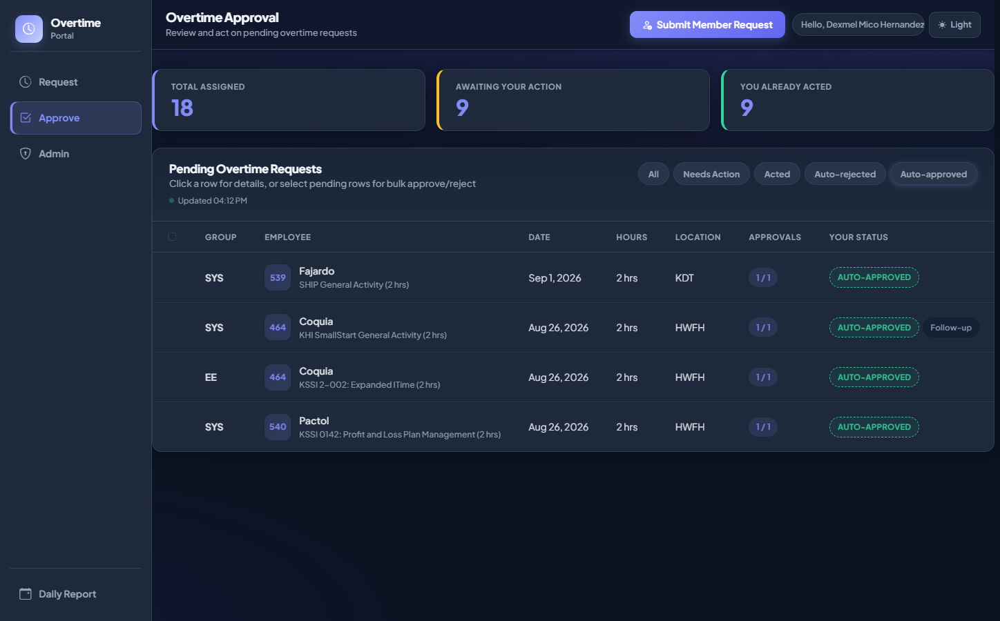 Overtime
Portal
Request
Approve
Admin
Daily Report
Overtime Approval
Review and act on pending overtime requests
Submit Member Request
Hello, Dexmel Mico Hernandez
Light
TOTAL ASSIGNED
18
AWAITING YOUR ACTION
9
YOU ALREADY ACTED
9
Pending Overtime Requests
Click a row for details, or select pending rows for bulk approve/reject
Updated 04:12 PM
All Needs Action Acted Auto-rejected Auto-approved
GROUP EMPLOYEE DATE HOURS LOCATION APPROVALS YOUR STATUS
SYS 539 Fajardo Sep 1, 2026 2 hrs KDT 1 / 1 AUTO-APPROVED
SHIP General Activity (2 hrs)
SYS 464 Coquia Aug 26, 2026 2 hrs HWFH 1 / 1 AUTO-APPROVED Follow-up
KHI SmallStart General Activity (2 hrs)
EE 464 Coquia Aug 26, 2026 2 hrs HWFH 1 / 1 AUTO-APPROVED
KSSI 2-002: Expanded ITime (2 hrs)
SYS 540 Pactol Aug 26, 2026 2 hrs HWFH 1 / 1 AUTO-APPROVED
KSSI 0142: Profit and Loss Plan Management (2 hrs)